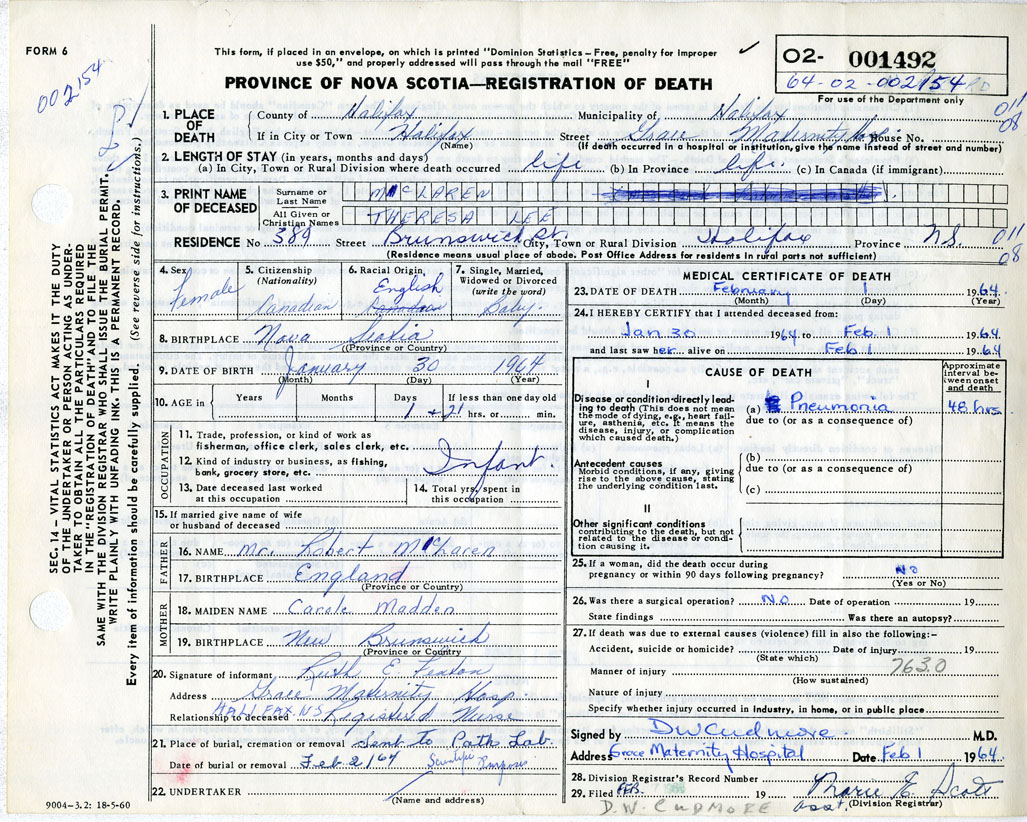 FORM 6
002154
This form, if placed in an envelope, on which is printed "Dominion Statistics – Free, penalty for improper
use $50," and properly addressed will pass through the mail "FREE"
PROVINCE OF NOVA SCOTIA—REGISTRATION OF DEATH
02- 001492
64-02-002154 RD
For use of the Department only
011
08
SEC. 14 – VITAL STATISTICS ACT MAKES IT THE DUTY
OF THE UNDERTAKER OR PERSON ACTING AS UNDER-
TAKER TO OBTAIN ALL THE PARTICULARS REQUIRED
IN THE "REGISTRATION OF DEATH" AND TO FILE THE
SAME WITH THE DIVISION REGISTRAR WHO SHALL ISSUE THE BURIAL PERMIT.
WRITE PLAINLY WITH UNFADING INK. THIS IS A PERMANENT RECORD.
Every item of information should be carefully supplied. (See reverse side for instructions.)
1. PLACE OF DEATH
County of Halifax Municipality of Halifax
If in City or Town Halifax Street Grace Maternity Hosp. House No.
(Name) (If death occurred in a hospital or institution, give the name instead of street and number)
2. LENGTH OF STAY (in years, months and days)
(a) In City, Town or Rural Division where death occurred life (b) In Province life. (c) In Canada (if immigrant)
3. PRINT NAME OF DECEASED
Surname or Last Name McLAREN
All Given or Christian Names THERESA LEE
RESIDENCE No. 389 Street Brunswick St. City, Town or Rural Division Halifax Province N.S.
011
08
(Residence means usual place of abode. Post Office Address for residents in rural parts not sufficient)
4. Sex
Female
5. Citizenship
(Nationality)
Canadian
6. Racial Origin,
English
Canadian
7. Single, Married,
Widowed or Divorced
(write the word)
Baby.
8. BIRTHPLACE Nova Scotia
(Province or Country)
9. DATE OF BIRTH January 30 1964
(Month) (Day) (Year)
10. AGE in Years Months Days If less than one day old
1 + 21 hrs. or min.
OCCUPATION
11. Trade, profession, or kind of work as
fisherman, office clerk, sales clerk, etc.
12. Kind of industry or business, as fishing,
bank, grocery store, etc.
Infant.
13. Date deceased last worked
at this occupation
14. Total yrs. spent in
this occupation
15. If married give name of wife
or husband of deceased
FATHER
16. NAME Mr. Robert McLaren
17. BIRTHPLACE England
(Province or Country)
MOTHER
18. MAIDEN NAME Carole Madden
19. BIRTHPLACE New Brunswick
(Province or Country)
20. Signature of informant Ruth E. Fenton
Address Grace Maternity Hosp.
HALIFAX NS
Relationship to deceased Registered Nurse
21. Place of burial, cremation or removal Sent to Path Lab.
Date of burial or removal Feb 2/64 Purposes
22. UNDERTAKER
(Name and address)
9004-3.2: 18-5-60
MEDICAL CERTIFICATE OF DEATH
23. DATE OF DEATH February 1 1964.
(Month) (Day) (Year)
24. I HEREBY CERTIFY that I attended deceased from:
Jan 30 1964 to Feb 1 1964
and last saw her alive on Feb 1 1964
CAUSE OF DEATH
Approximate
interval be-
tween onset
and death
I
Disease or condition directly lead-
ing to death (This does not mean
the mode of dying, e.g., heart fail-
ure, asthenia, etc. It means the
disease, injury, or complication
which caused death.)
(a) Pneumonia 48 hrs.
due to (or as a consequence of)
Antecedent causes
Morbid conditions, if any, giving
rise to the above cause, stating
the underlying condition last.
(b)
due to (or as a consequence of)
(c)
II
Other significant conditions
contributing to the death, but not
related to the disease or condi-
tion causing it.
25. If a woman, did the death occur during
pregnancy or within 90 days following pregnancy? No
(Yes or No)
26. Was there a surgical operation? No Date of operation 19
State findings Was there an autopsy?
27. If death was due to external causes (violence) fill in also the following:–
Accident, suicide or homicide? Date of injury 19
(State which)
Manner of injury 763.0
(How sustained)
Nature of injury
Specify whether injury occurred in industry, in home, or in public place
Signed by DWCudmore M.D.
Address Grace Maternity Hospital Date Feb 1 1964.
28. Division Registrar's Record Number
29. Filed FEB. 19 Marie E. Scott
asst. (Division Registrar)
D.W. CUDMORE